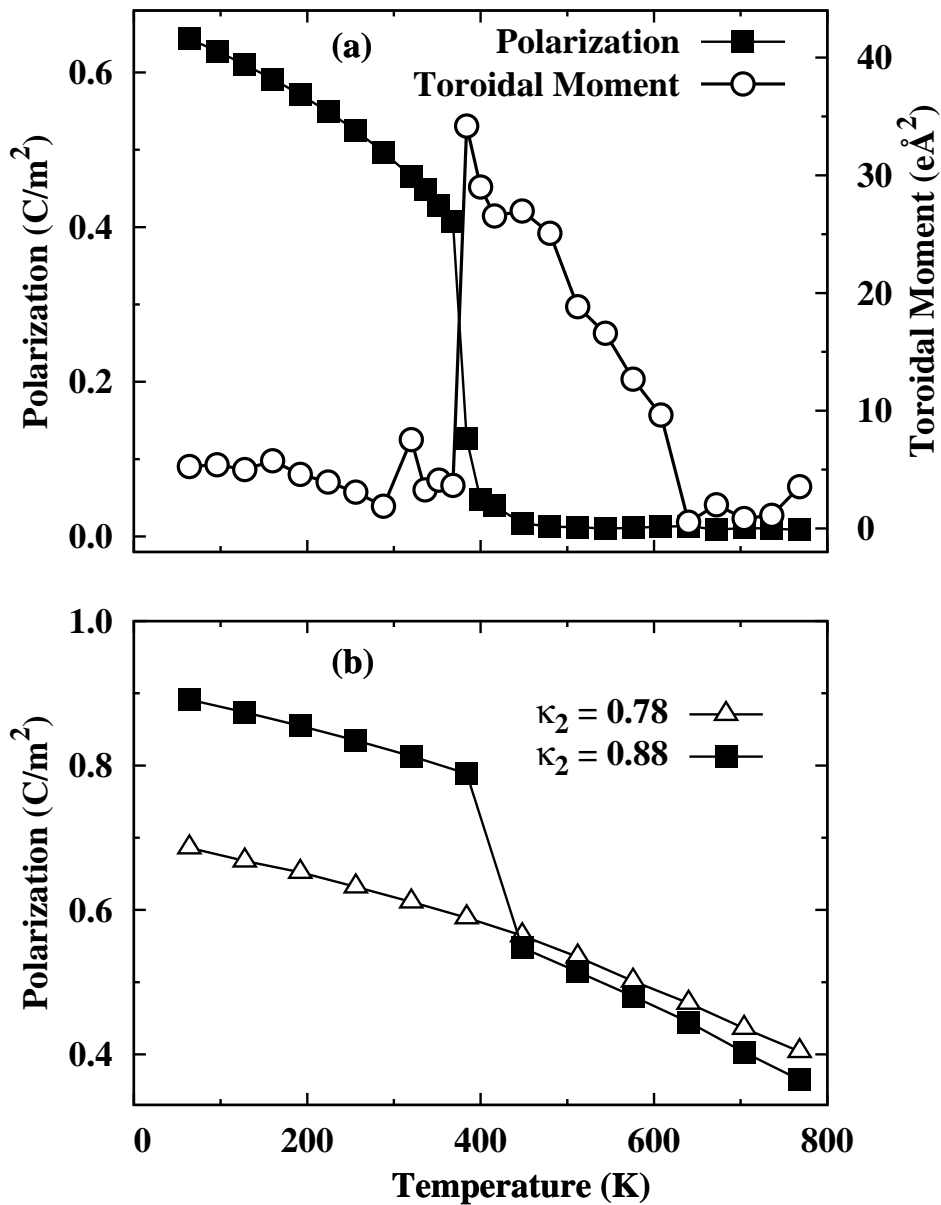 (a)
Polarization
Toroidal Moment
0.6
0.4
0.2
0.0
Polarization (C/m²)
40
30
20
10
0
Toroidal Moment (eÅ²)
(b)
κ₂ = 0.78
κ₂ = 0.88
1.0
0.8
0.6
0.4
Polarization (C/m²)
0 200 400 600 800
Temperature (K)